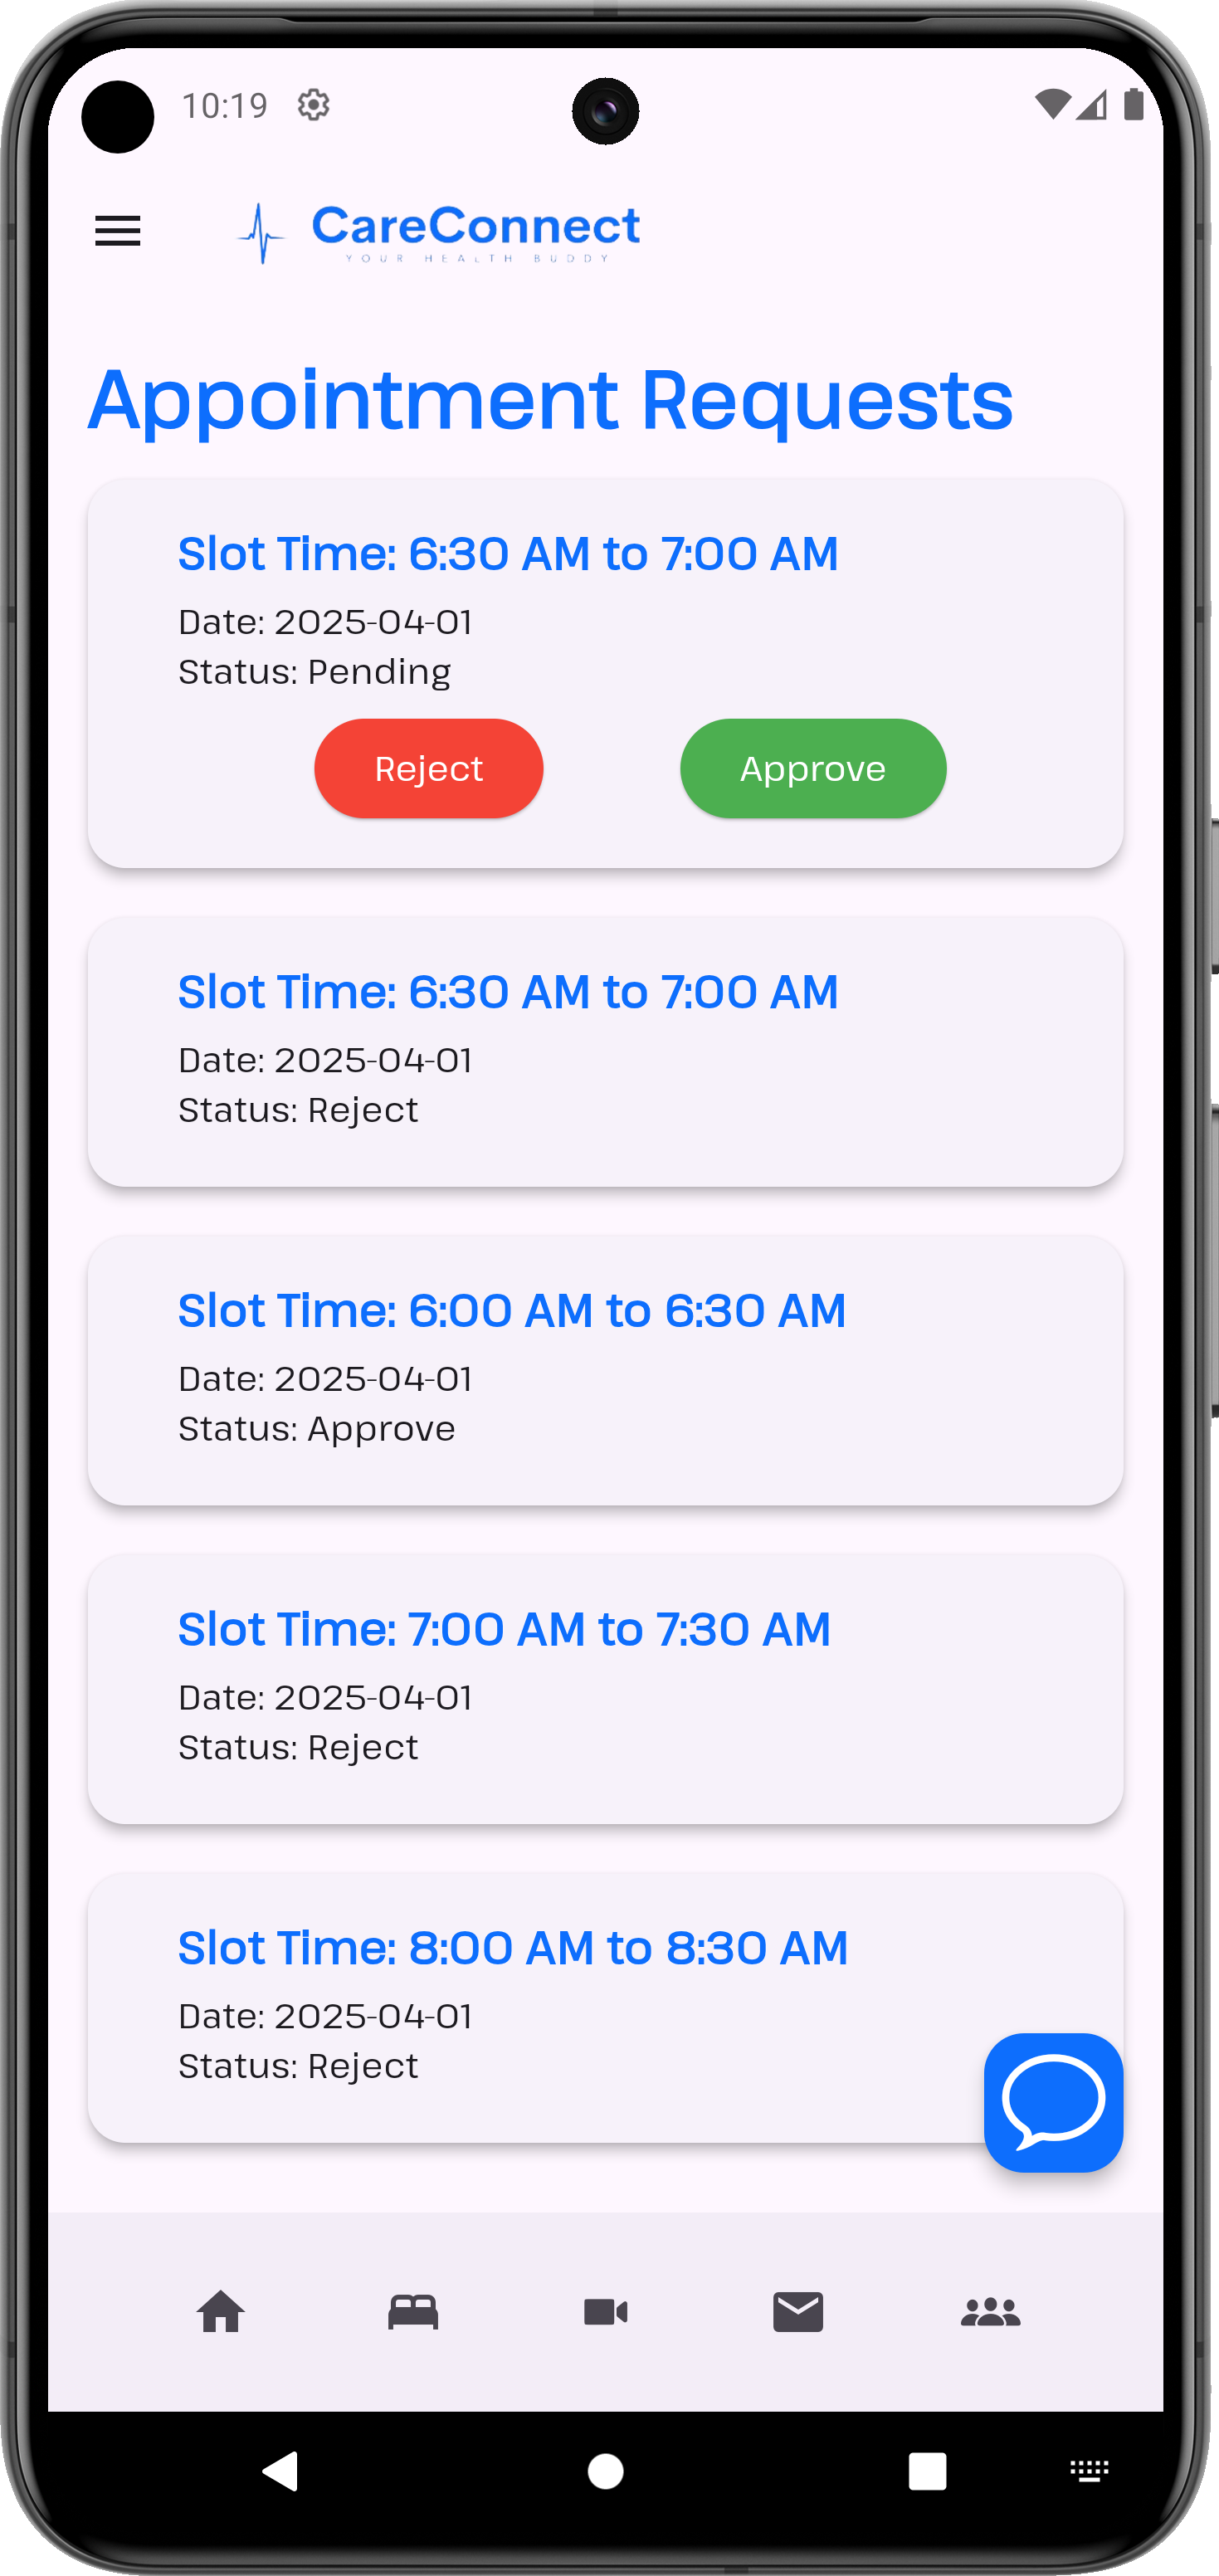 10:19
CareConnect
YOUR HEALTH BUDDY
Appointment Requests
Slot Time: 6:30 AM to 7:00 AM
Date: 2025-04-01
Status: Pending
Reject Approve
Slot Time: 6:30 AM to 7:00 AM
Date: 2025-04-01
Status: Reject
Slot Time: 6:00 AM to 6:30 AM
Date: 2025-04-01
Status: Approve
Slot Time: 7:00 AM to 7:30 AM
Date: 2025-04-01
Status: Reject
Slot Time: 8:00 AM to 8:30 AM
Date: 2025-04-01
Status: Reject